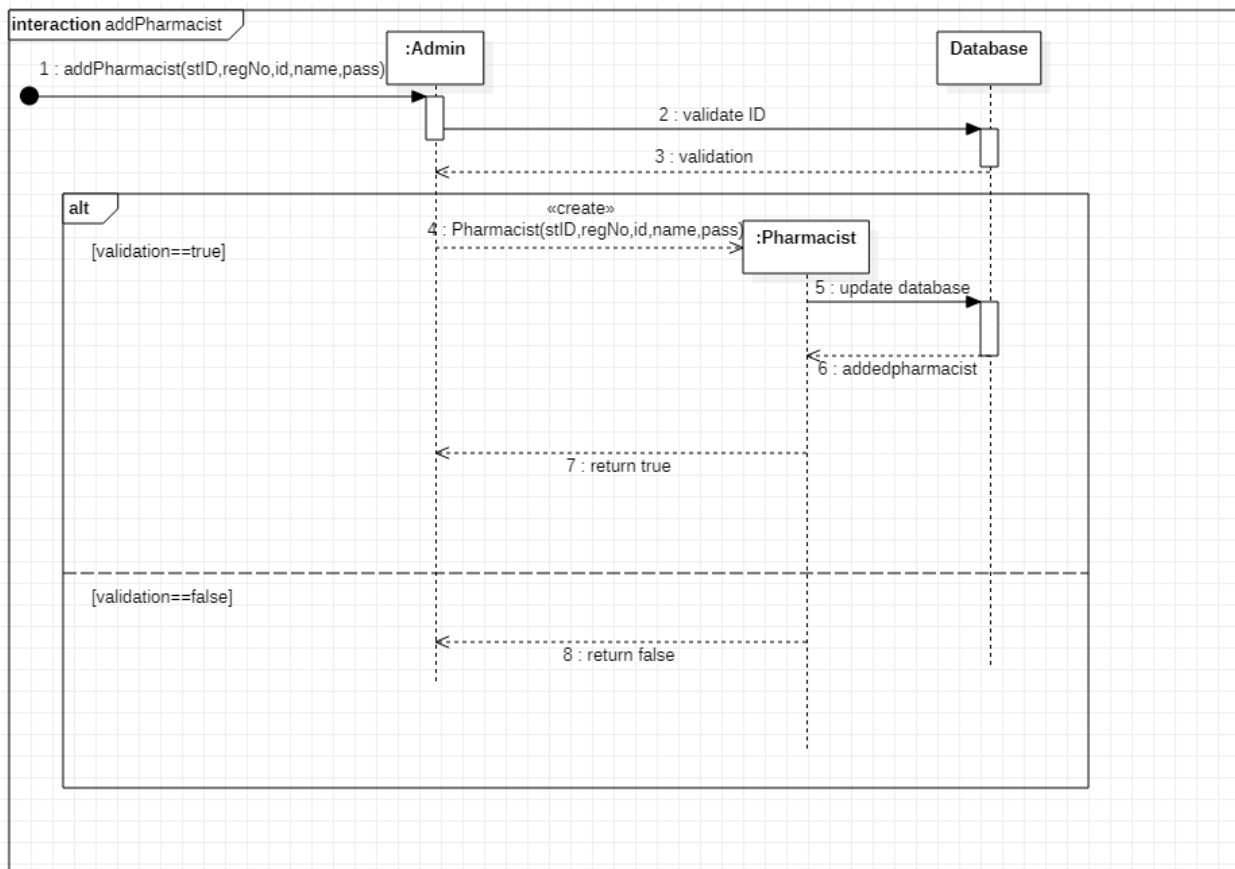 interaction addPharmacist
:Admin
Database
1 : addPharmacist(stID,regNo,id,name,pass)
2 : validate ID
3 : validation
alt
«create»
4 : Pharmacist(stID,regNo,id,name,pass)
:Pharmacist
[validation==true]
5 : update database
6 : addedpharmacist
7 : return true
[validation==false]
8 : return false